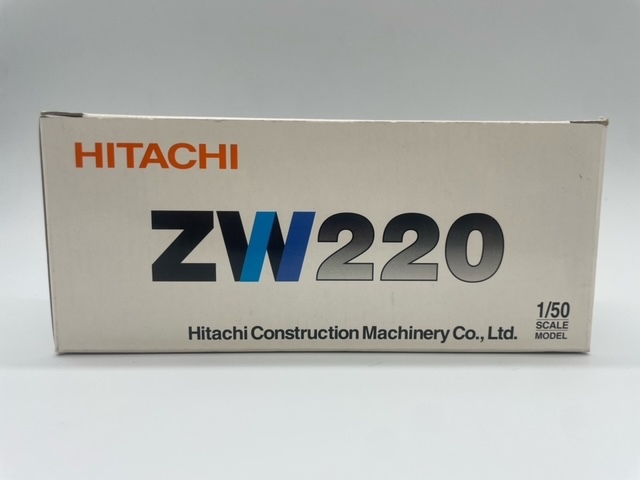 HITACHI
ZW220
Hitachi Construction Machinery Co., Ltd.
1/50
SCALE
MODEL